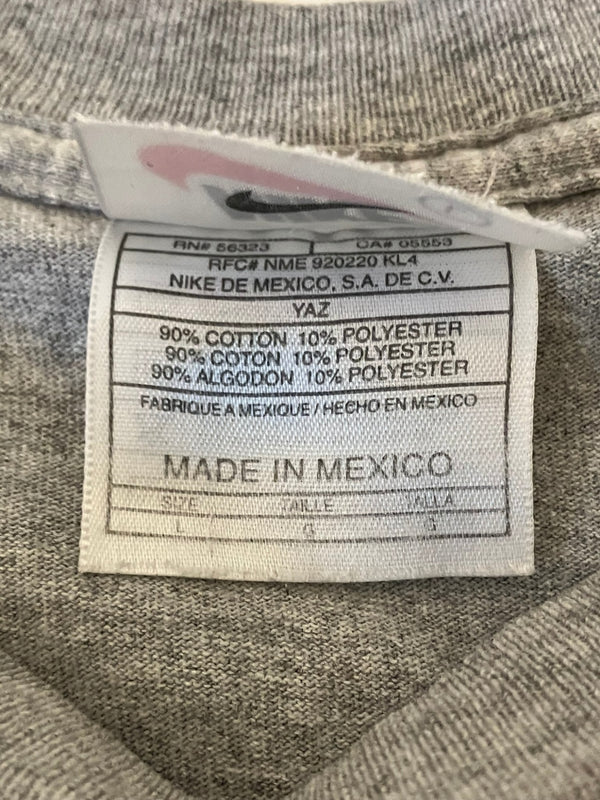 RN# 56323 CA# 05553
RFC# NME 920220 KL4
NIKE DE MEXICO, S.A. DE C.V.
YAZ
90% COTTON 10% POLYESTER
90% COTON 10% POLYESTER
90% ALGODON 10% POLYESTER
FABRIQUE A MEXIQUE / HECHO EN MEXICO
MADE IN MEXICO
SIZE TAILLE TALLA
L G G